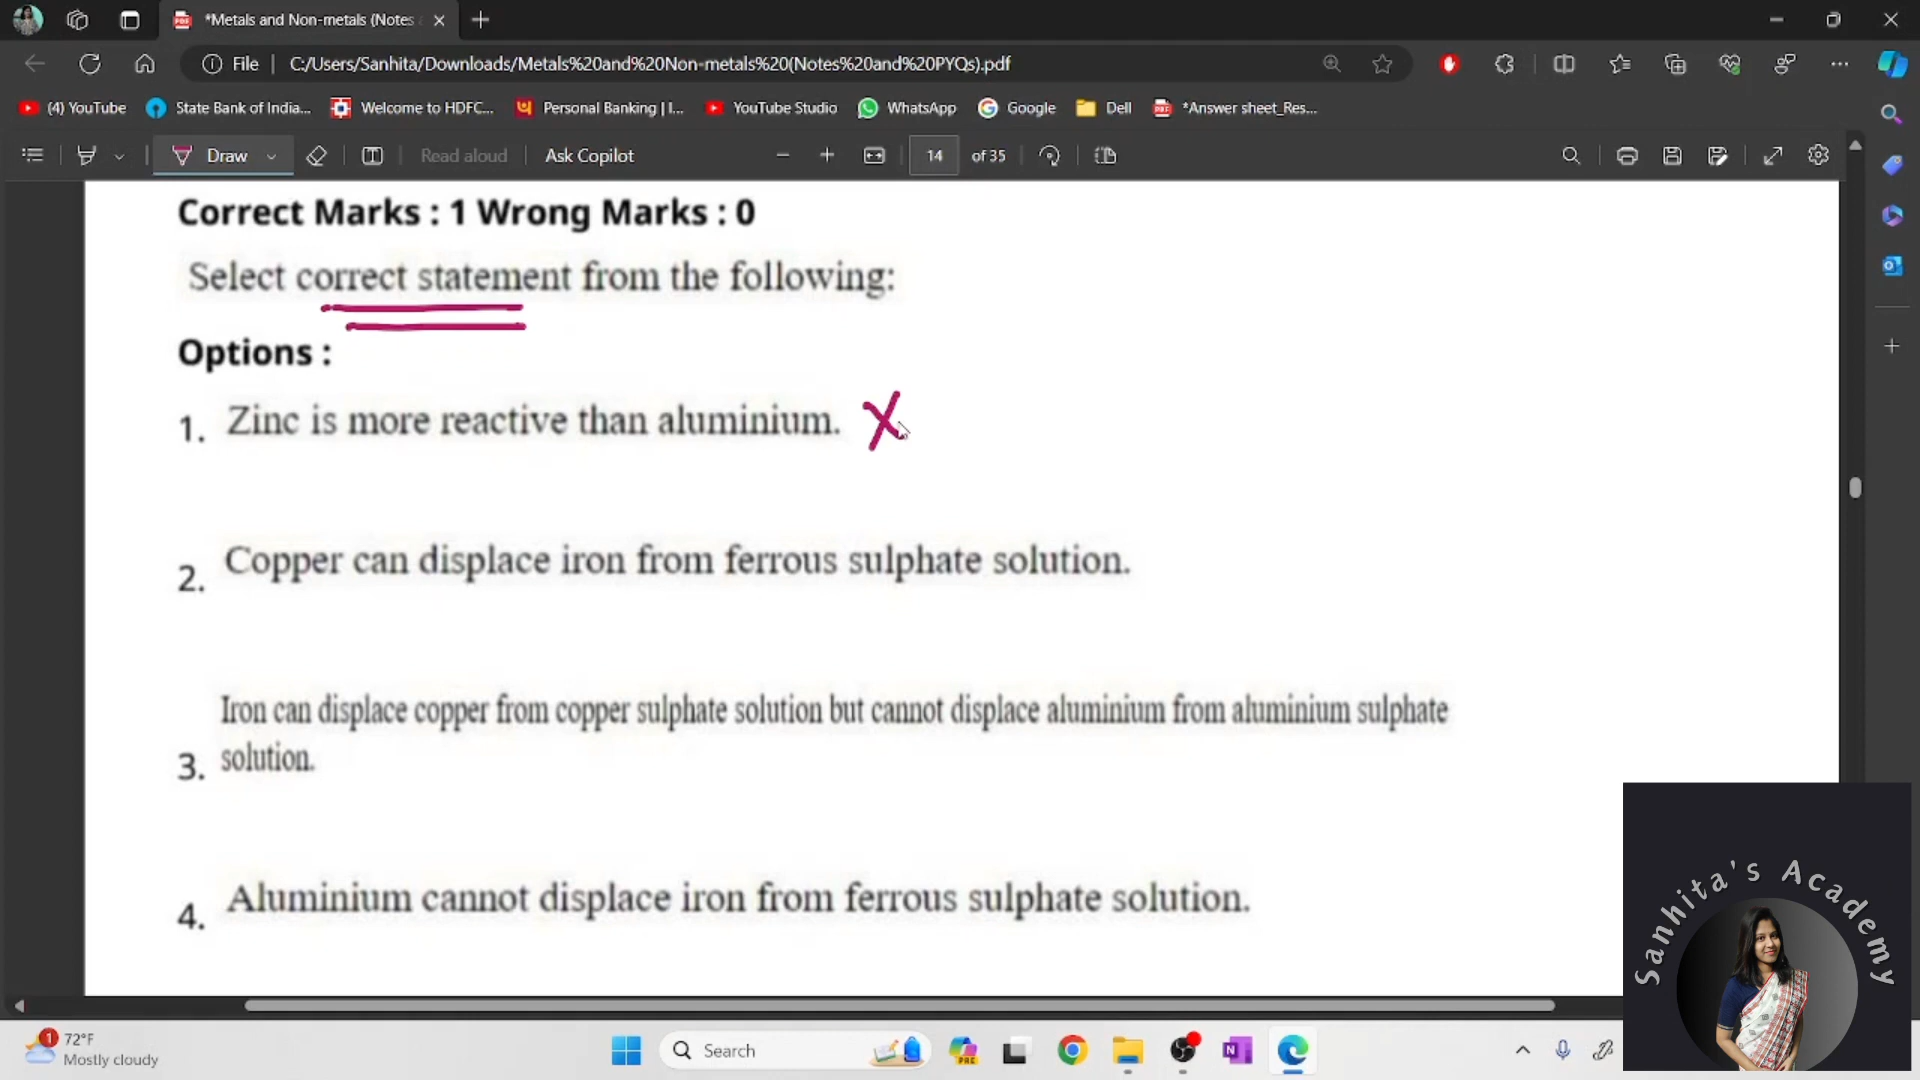 *Metals and Non-metals (Notes
File
C:/Users/Sanhita/Downloads/Metals%20and%20Non-metals%20(Notes%20and%20PYQs).pdf
(4) YouTube
State Bank of India...
Welcome to HDFC...
Personal Banking | I...
YouTube Studio
WhatsApp
Google
Dell
*Answer sheet_Res...
Draw
Read aloud
Ask Copilot
14
of 35
Correct Marks : 1 Wrong Marks : 0
Select correct statement from the following:
Options :
1. Zinc is more reactive than aluminium. X
2. Copper can displace iron from ferrous sulphate solution.
3. Iron can displace copper from copper sulphate solution but cannot displace aluminium from aluminium sulphate
solution.
4. Aluminium cannot displace iron from ferrous sulphate solution.
Sanhita's Academy
1
72°F
Mostly cloudy
Search
PRE